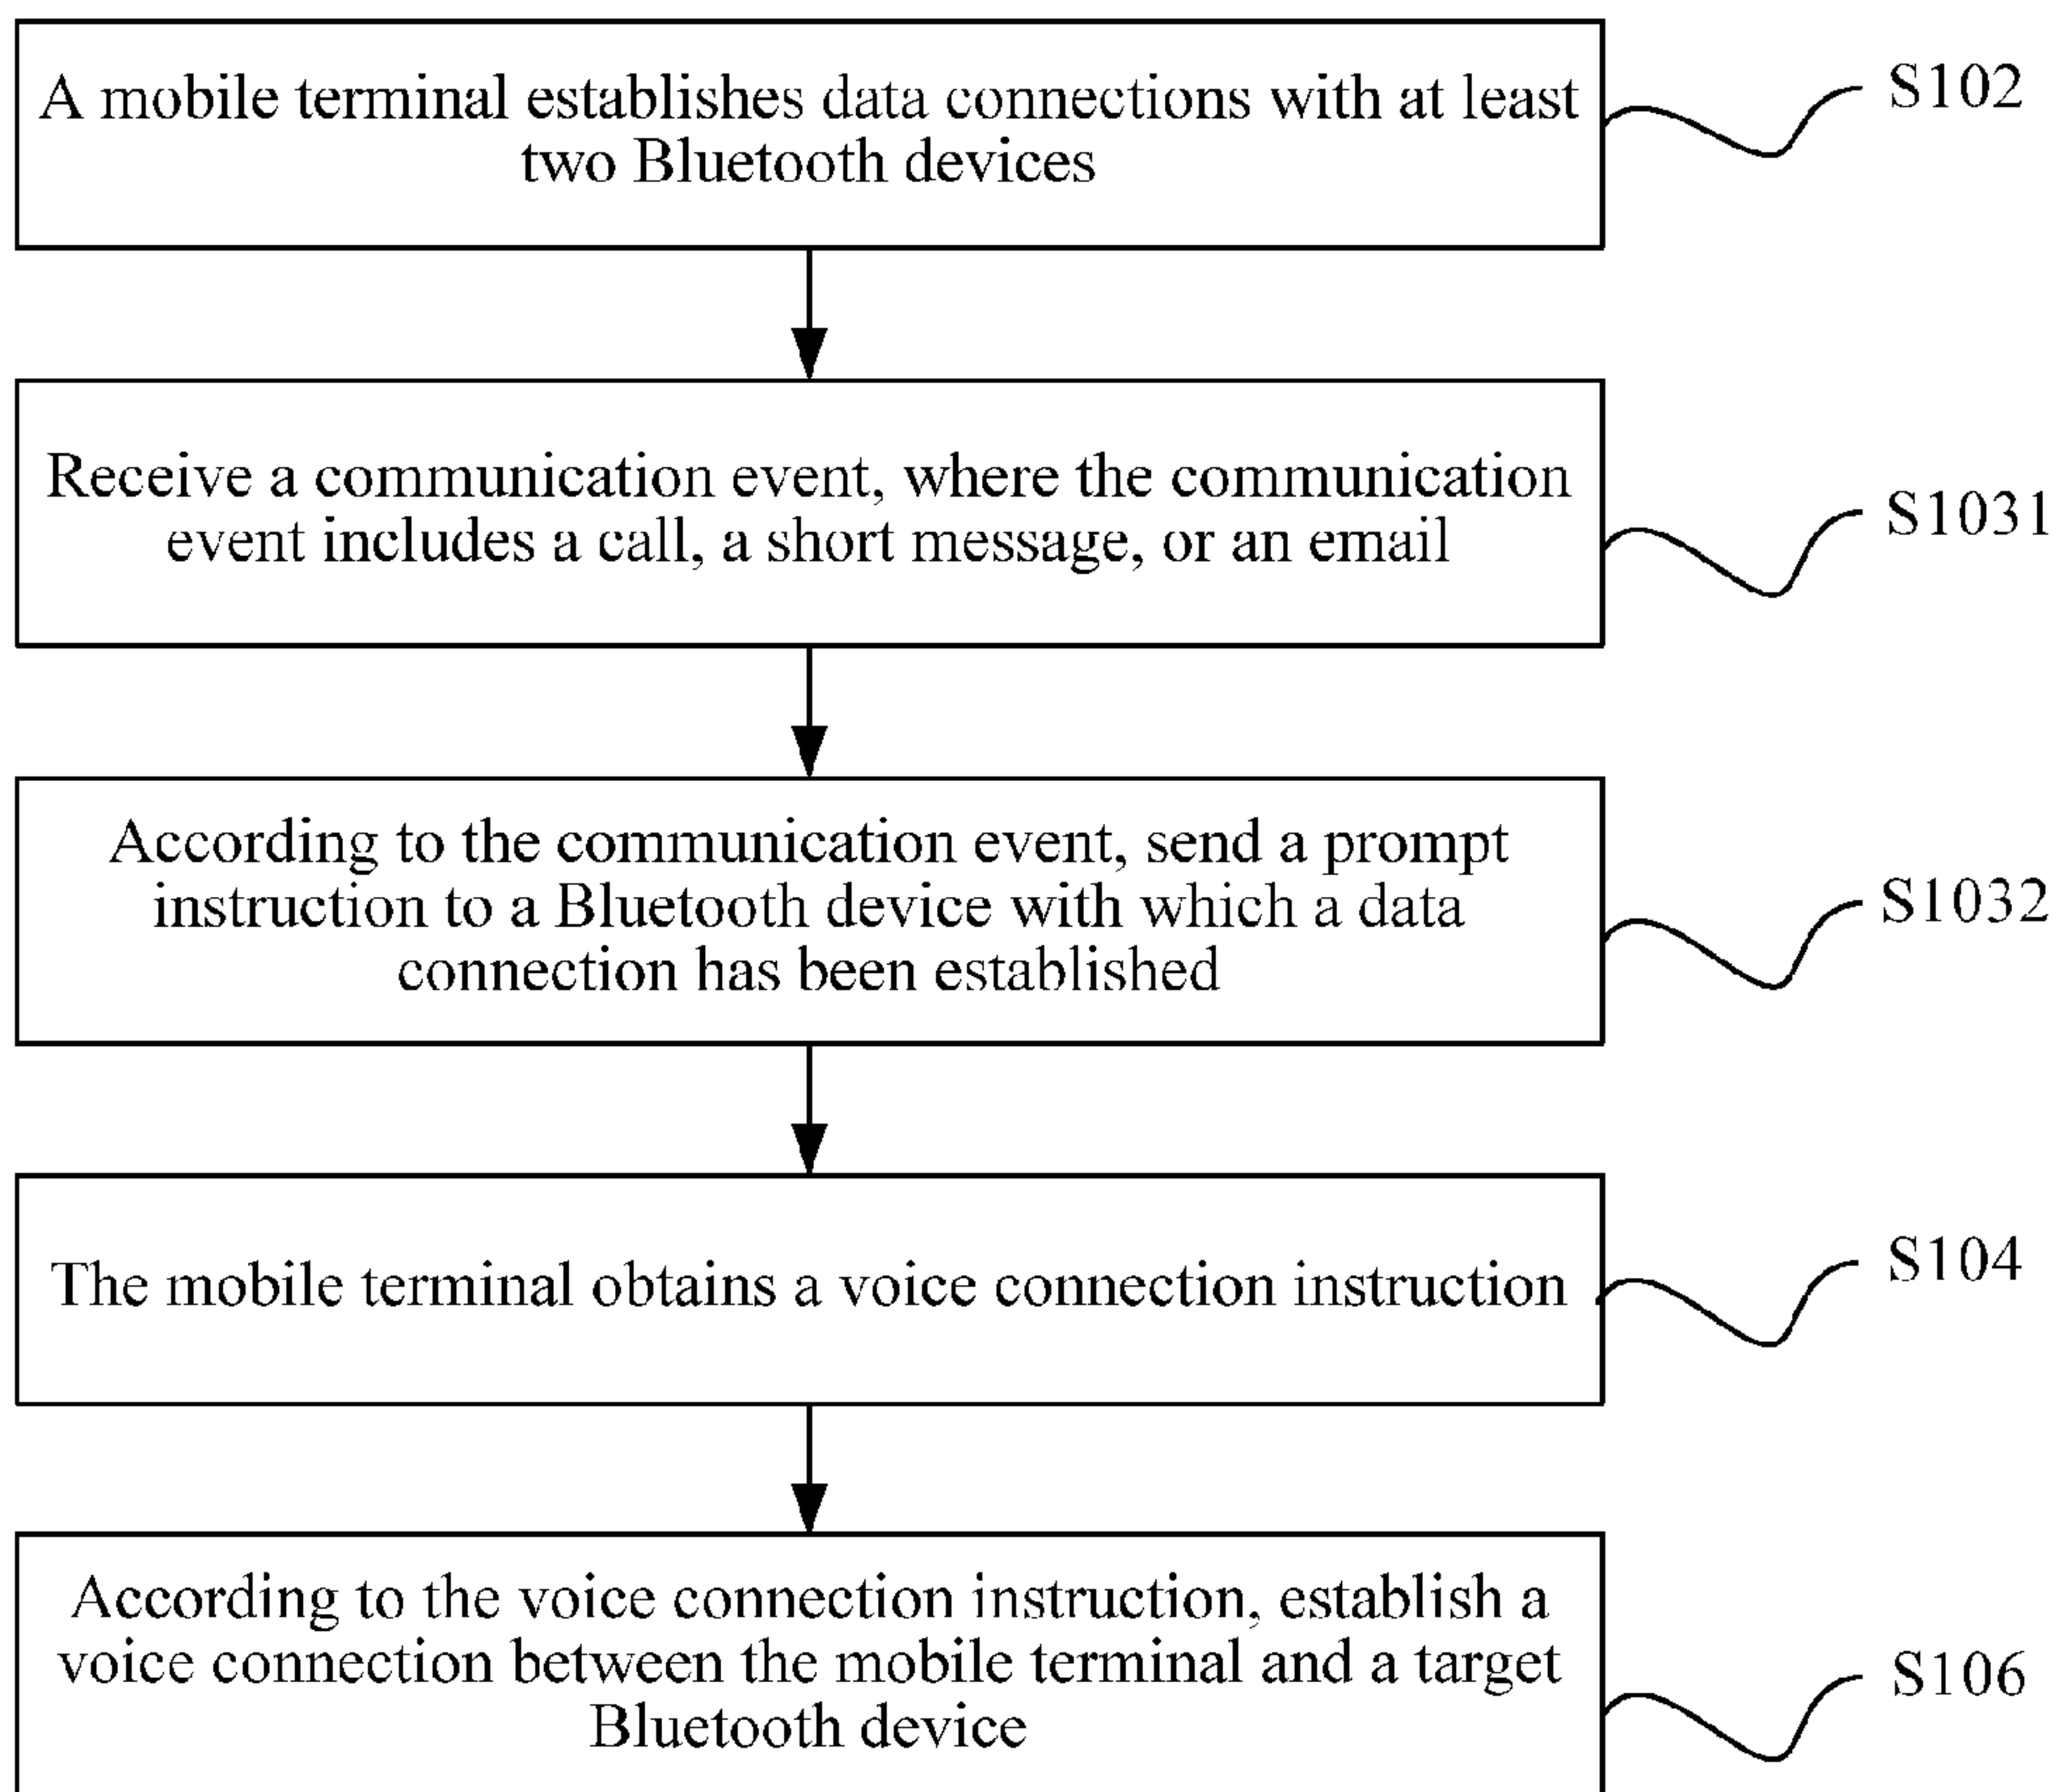 A mobile terminal establishes data connections with at least
two Bluetooth devices
S102
Receive a communication event, where the communication
event includes a call, a short message, or an email
S1031
According to the communication event, send a prompt
instruction to a Bluetooth device with which a data
connection has been established
S1032
The mobile terminal obtains a voice connection instruction
S104
According to the voice connection instruction, establish a
voice connection between the mobile terminal and a target
Bluetooth device
S106